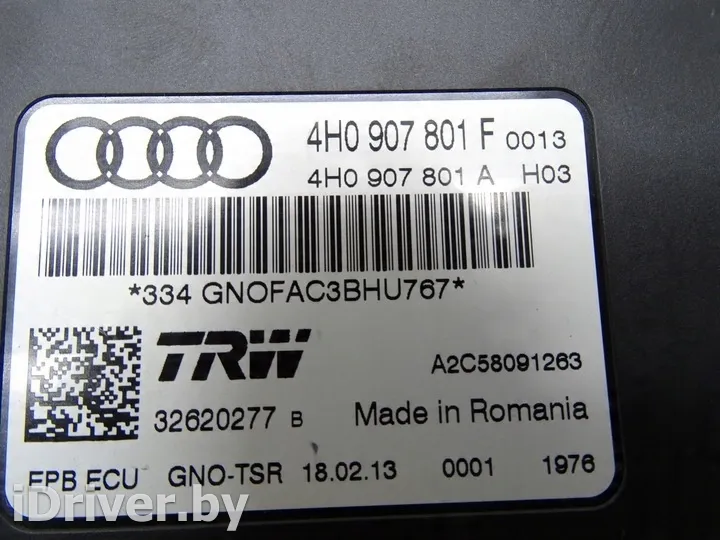 4H0 907 801 F 0013
4H0 907 801 A H03
*334 GNOFAC3BHU767*
TRW
A2C58091263
32620277 B Made in Romania
EPB ECU GNO-TSR 18.02.13 0001 1976
iDriver.by